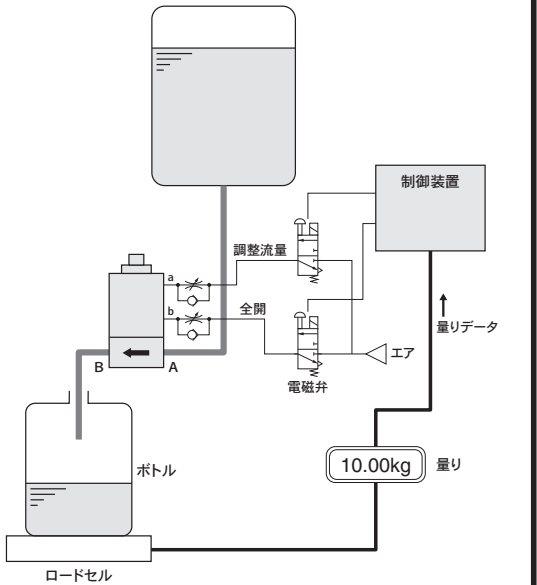 制御装置
a
調整流量
b
全開
量りデータ
エア
B
A
電磁弁
ボトル
10.00kg
量り
ロードセル